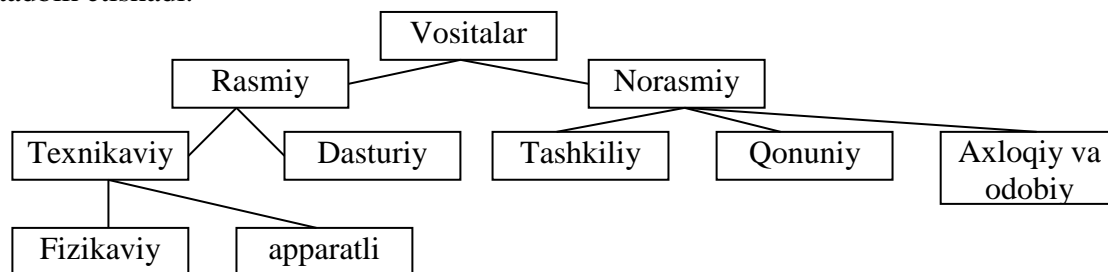 Vositalar
Rasmiy Norasmiy
Texnikaviy Dasturiy Tashkiliy Qonuniy Axloqiy va
odobiy
Fizikaviy apparatli